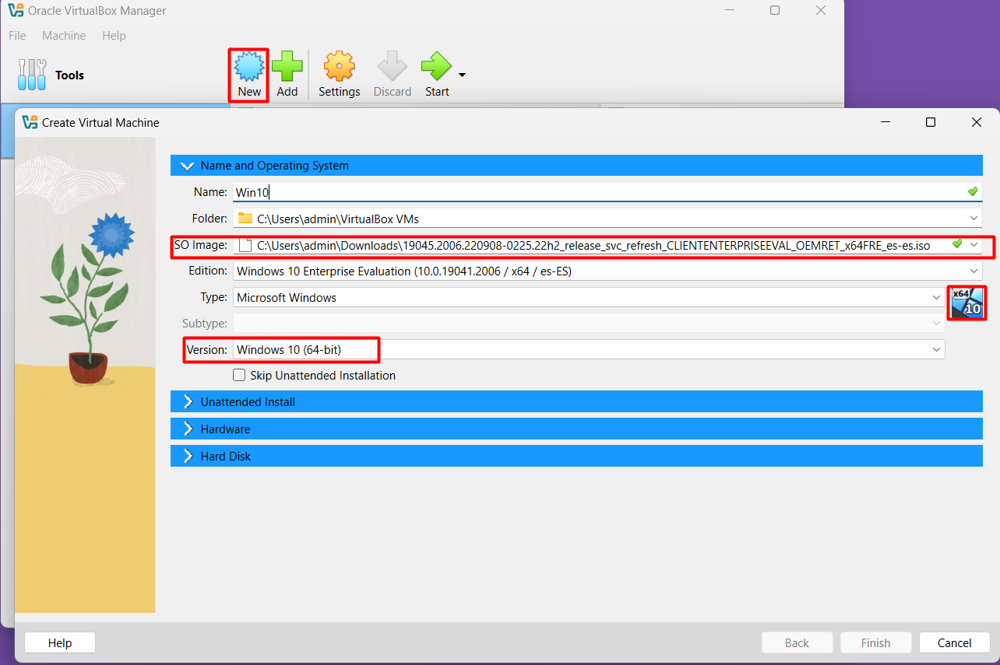 Oracle VirtualBox Manager
File Machine Help
Tools
New Add Settings Discard Start
Create Virtual Machine
Name and Operating System
Name: Win10
Folder: C:\Users\admin\VirtualBox VMs
SO Image: C:\Users\admin\Downloads\19045.2006.220908-0225.22h2_release_svc_refresh_CLIENTENTERPRISEEVAL_OEMRET_x64FRE_es-es.iso
Edition: Windows 10 Enterprise Evaluation (10.0.19041.2006 / x64 / es-ES)
Type: Microsoft Windows
x64
10
Subtype:
Version: Windows 10 (64-bit)
Skip Unattended Installation
Unattended Install
Hardware
Hard Disk
Help Back Finish Cancel